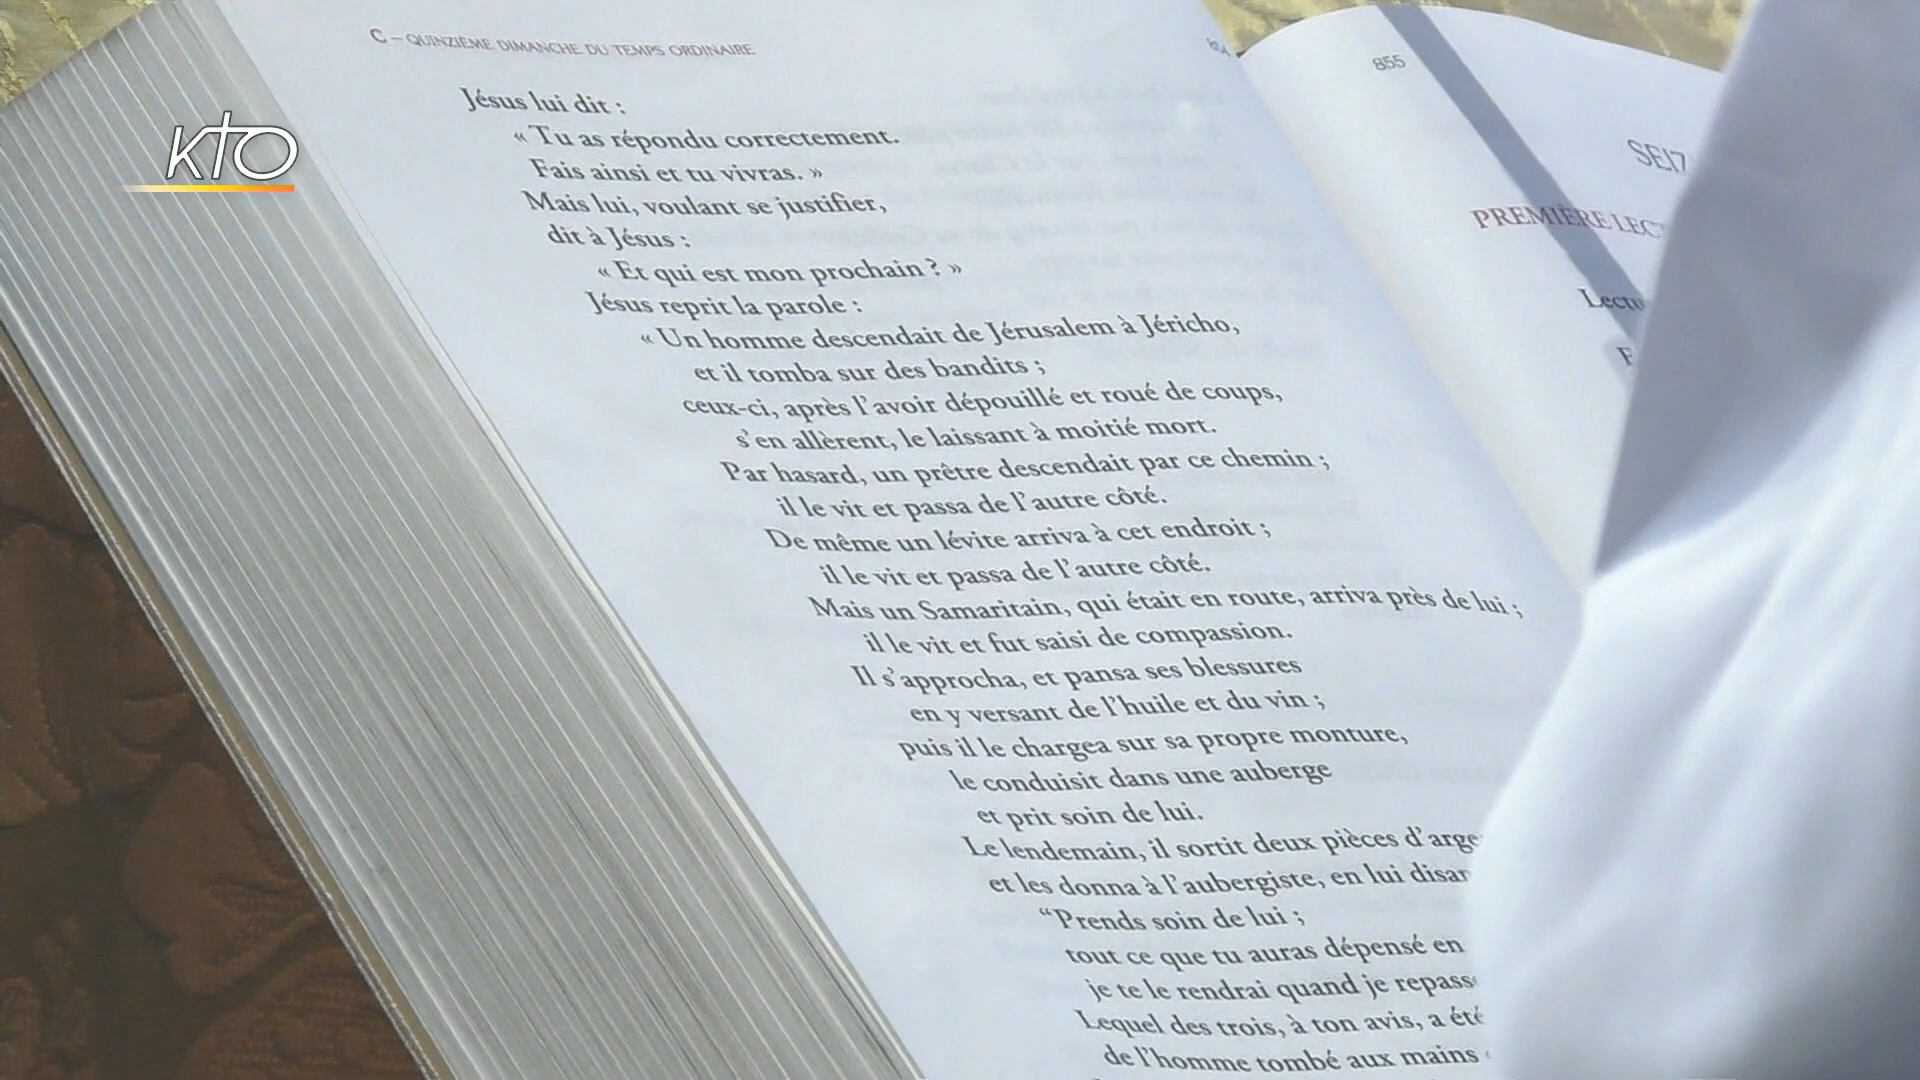 KTO
C – QUINZIÈME DIMANCHE DU TEMPS ORDINAIRE
Jésus lui dit :
« Tu as répondu correctement.
Fais ainsi et tu vivras. »
Mais lui, voulant se justifier,
dit à Jésus :
« Et qui est mon prochain ? »
Jésus reprit la parole :
« Un homme descendait de Jérusalem à Jéricho,
et il tomba sur des bandits ;
ceux-ci, après l'avoir dépouillé et roué de coups,
s'en allèrent, le laissant à moitié mort.
Par hasard, un prêtre descendait par ce chemin ;
il le vit et passa de l'autre côté.
De même un lévite arriva à cet endroit ;
il le vit et passa de l'autre côté.
Mais un Samaritain, qui était en route, arriva près de lui ;
il le vit et fut saisi de compassion.
Il s'approcha, et pansa ses blessures
en y versant de l'huile et du vin ;
puis il le chargea sur sa propre monture,
le conduisit dans une auberge
et prit soin de lui.
Le lendemain, il sortit deux pièces d'arge
et les donna à l'aubergiste, en lui disan
“Prends soin de lui ;
tout ce que tu auras dépensé en
je te le rendrai quand je repasse
Lequel des trois, à ton avis, a été
de l'homme tombé aux mains
855
SEIZ
PREMIÈRE LEC
Lectu